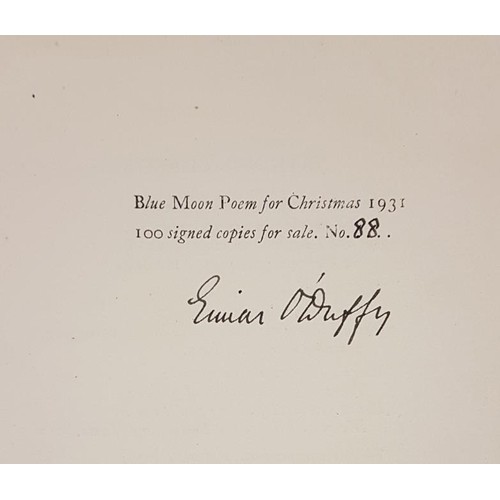 Blue Moon Poem for Christmas 1931
100 signed copies for sale. No. 88..
Eimar O'Duffy